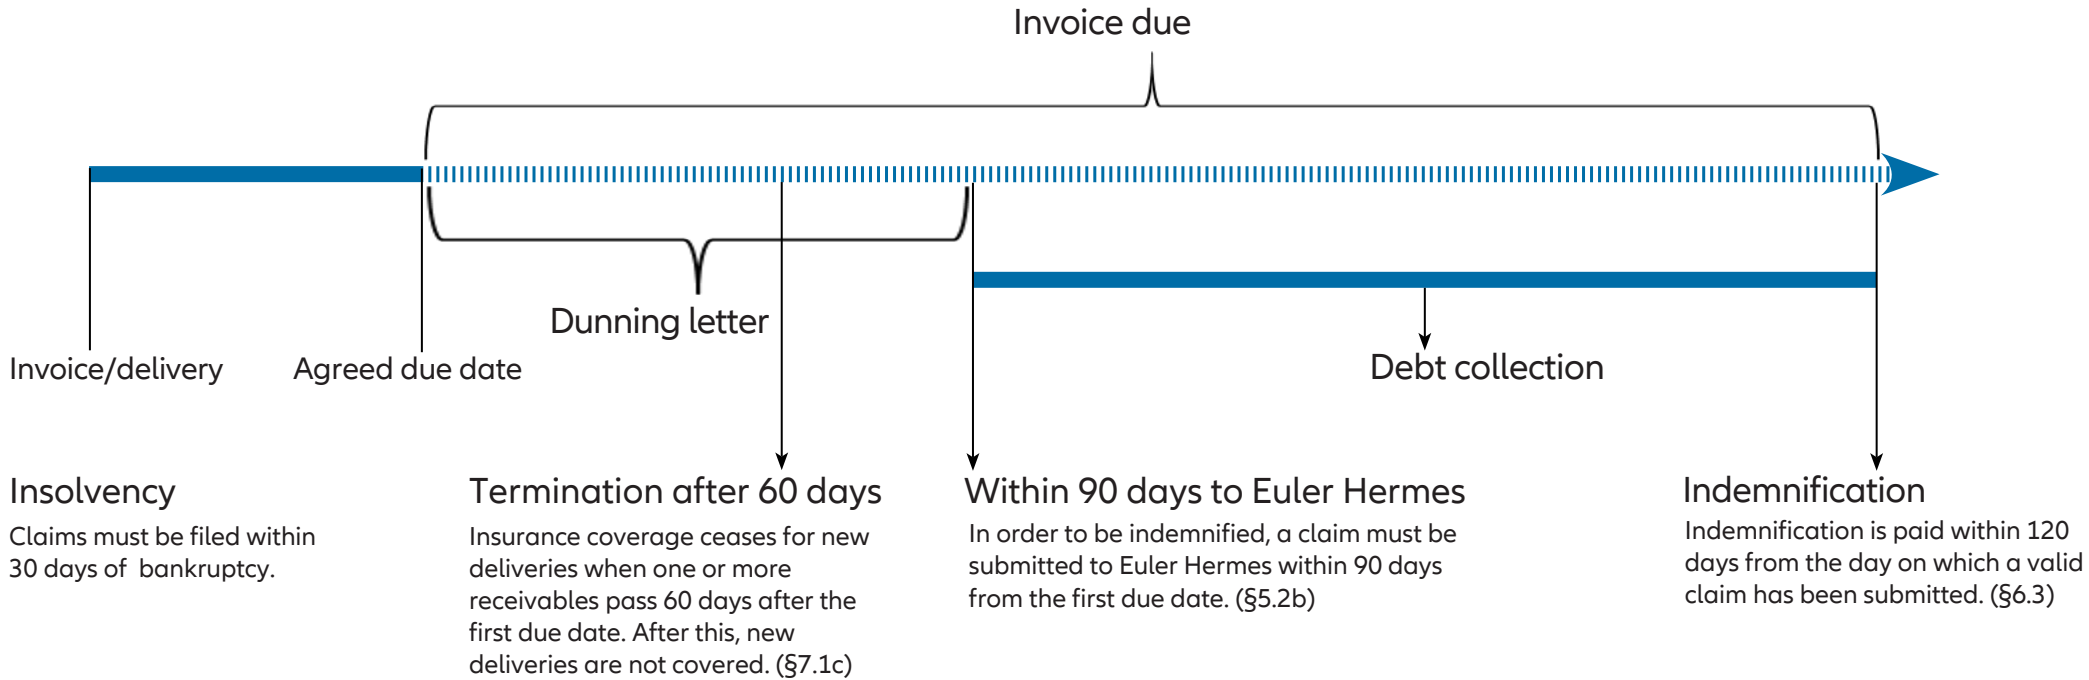 Invoice due
Dunning letter
Invoice/delivery
Agreed due date
Debt collection
Insolvency
Claims must be filed within
30 days of bankruptcy.
Termination after 60 days
Insurance coverage ceases for new
deliveries when one or more
receivables pass 60 days after the
first due date. After this, new
deliveries are not covered. (§7.1c)
Within 90 days to Euler Hermes
In order to be indemnified, a claim must be
submitted to Euler Hermes within 90 days
from the first due date. (§5.2b)
Indemnification
Indemnification is paid within 120
days from the day on which a valid
claim has been submitted. (§6.3)